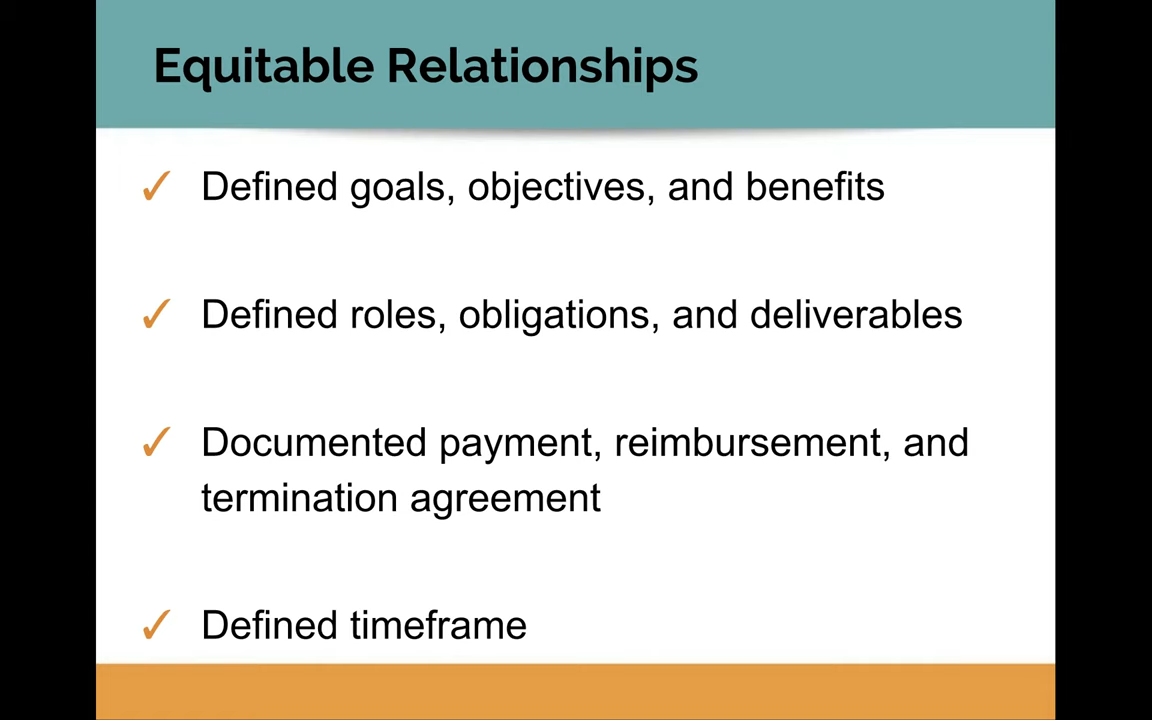 Equitable Relationships
✓ Defined goals, objectives, and benefits
✓ Defined roles, obligations, and deliverables
✓ Documented payment, reimbursement, and
termination agreement
✓ Defined timeframe